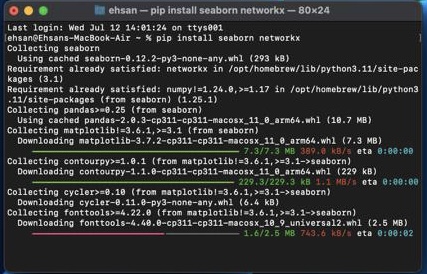 ehsan — pip install seaborn networkx — 80×24
Last login: Wed Jul 12 14:01:24 on ttys001
ehsan@Ehsans-MacBook-Air ~ % pip install seaborn networkx
Collecting seaborn
  Using cached seaborn-0.12.2-py3-none-any.whl (293 kB)
Requirement already satisfied: networkx in /opt/homebrew/lib/python3.11/site-pac
kages (3.1)
Requirement already satisfied: numpy!=1.24.0,>=1.17 in /opt/homebrew/lib/python3
.11/site-packages (from seaborn) (1.25.1)
Collecting pandas>=0.25 (from seaborn)
  Using cached pandas-2.0.3-cp311-cp311-macosx_11_0_arm64.whl (10.7 MB)
Collecting matplotlib!=3.6.1,>=3.1 (from seaborn)
  Downloading matplotlib-3.7.2-cp311-cp311-macosx_11_0_arm64.whl (7.3 MB)
7.3/7.3 MB 389.0 kB/s eta 0:00:00
Collecting contourpy>=1.0.1 (from matplotlib!=3.6.1,>=3.1->seaborn)
  Downloading contourpy-1.1.0-cp311-cp311-macosx_11_0_arm64.whl (229 kB)
229.3/229.3 kB 1.1 MB/s eta 0:00:00
Collecting cycler>=0.10 (from matplotlib!=3.6.1,>=3.1->seaborn)
  Downloading cycler-0.11.0-py3-none-any.whl (6.4 kB)
Collecting fonttools>=4.22.0 (from matplotlib!=3.6.1,>=3.1->seaborn)
  Downloading fonttools-4.40.0-cp311-cp311-macosx_10_9_universal2.whl (2.5 MB)
1.6/2.5 MB 743.6 kB/s eta 0:00:02